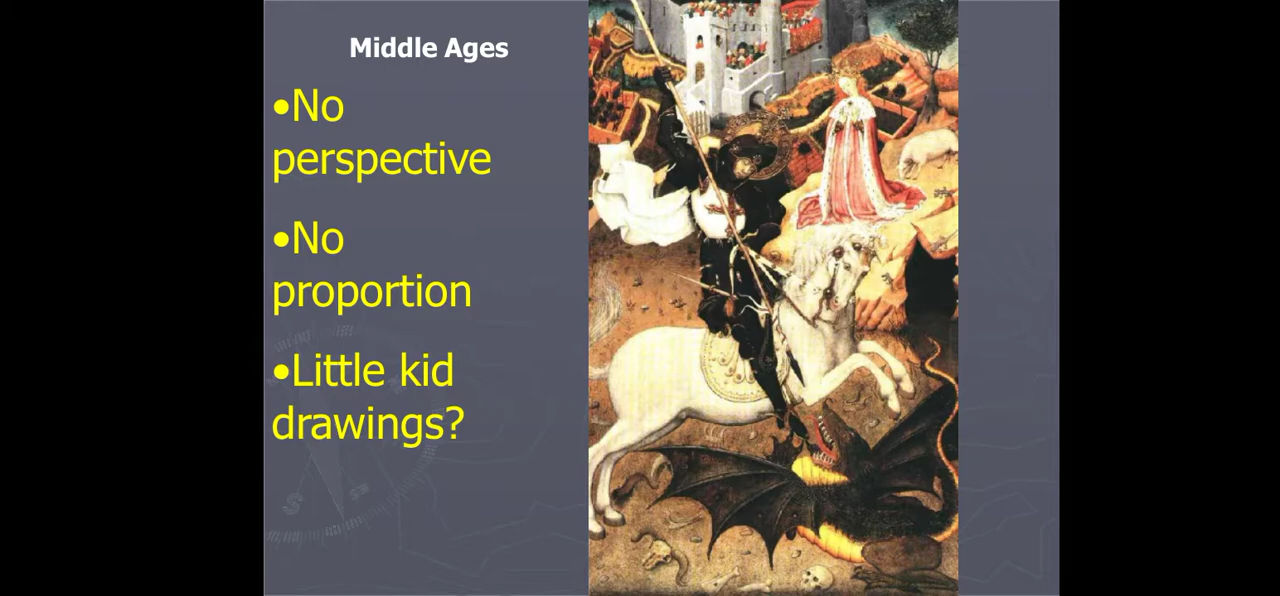 Middle Ages
•No
perspective
•No
proportion
•Little kid
drawings?